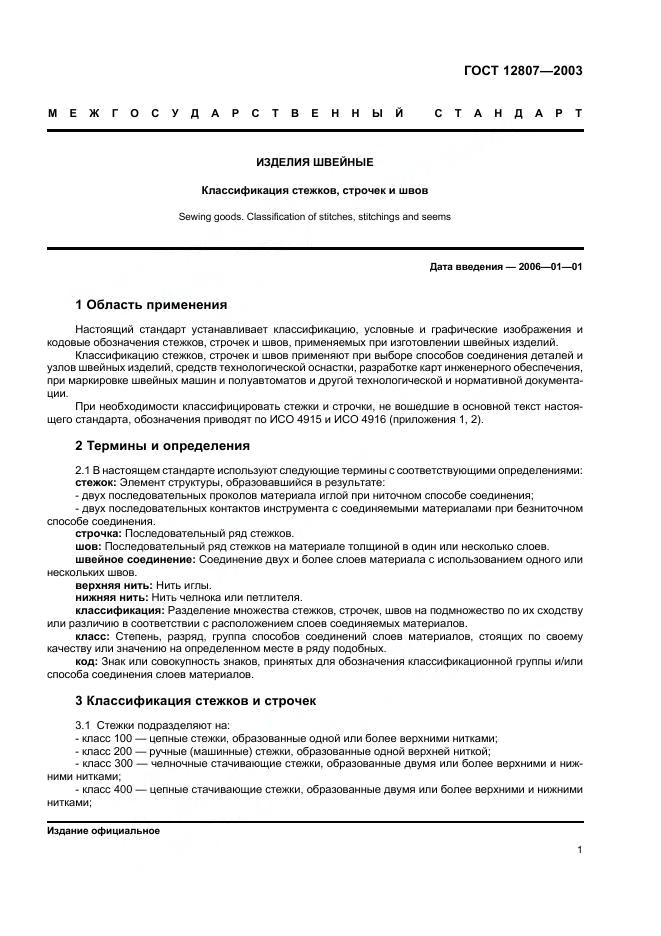 ГОСТ 12807—2003
МЕЖГОСУДАРСТВЕННЫЙ СТАНДАРТ
ИЗДЕЛИЯ ШВЕЙНЫЕ
Классификация стежков, строчек и швов
Sewing goods. Classification of stitches, stitchings and seems
Дата введения — 2006—01—01
1 Область применения
Настоящий стандарт устанавливает классификацию, условные и графические изображения и
кодовые обозначения стежков, строчек и швов, применяемых при изготовлении швейных изделий.
Классификацию стежков, строчек и швов применяют при выборе способов соединения деталей и
узлов швейных изделий, средств технологической оснастки, разработке карт инженерного обеспечения,
при маркировке швейных машин и полуавтоматов и другой технологической и нормативной документа-
ции.
При необходимости классифицировать стежки и строчки, не вошедшие в основной текст настоя-
щего стандарта, обозначения приводят по ИСО 4915 и ИСО 4916 (приложения 1, 2).
2 Термины и определения
2.1 В настоящем стандарте используют следующие термины с соответствующими определениями:
стежок: Элемент структуры, образовавшийся в результате:
- двух последовательных проколов материала иглой при ниточном способе соединения;
- двух последовательных контактов инструмента с соединяемыми материалами при безниточном
способе соединения.
строчка: Последовательный ряд стежков.
шов: Последовательный ряд стежков на материале толщиной в один или несколько слоев.
швейное соединение: Соединение двух и более слоев материала с использованием одного или
нескольких швов.
верхняя нить: Нить иглы.
нижняя нить: Нить челнока или петлителя.
классификация: Разделение множества стежков, строчек, швов на подмножество по их сходству
или различию в соответствии с расположением слоев соединяемых материалов.
класс: Степень, разряд, группа способов соединений слоев материалов, стоящих по своему
качеству или значению на определенном месте в ряду подобных.
код: Знак или совокупность знаков, принятых для обозначения классификационной группы и/или
способа соединения слоев материалов.
3 Классификация стежков и строчек
3.1 Стежки подразделяют на:
- класс 100 — цепные стежки, образованные одной или более верхними нитками;
- класс 200 — ручные (машинные) стежки, образованные одной верхней ниткой;
- класс 300 — челночные стачивающие стежки, образованные двумя или более верхними и ниж-
ними нитками;
- класс 400 — цепные стачивающие стежки, образованные двумя или более верхними и нижними
нитками;
Издание официальное
1